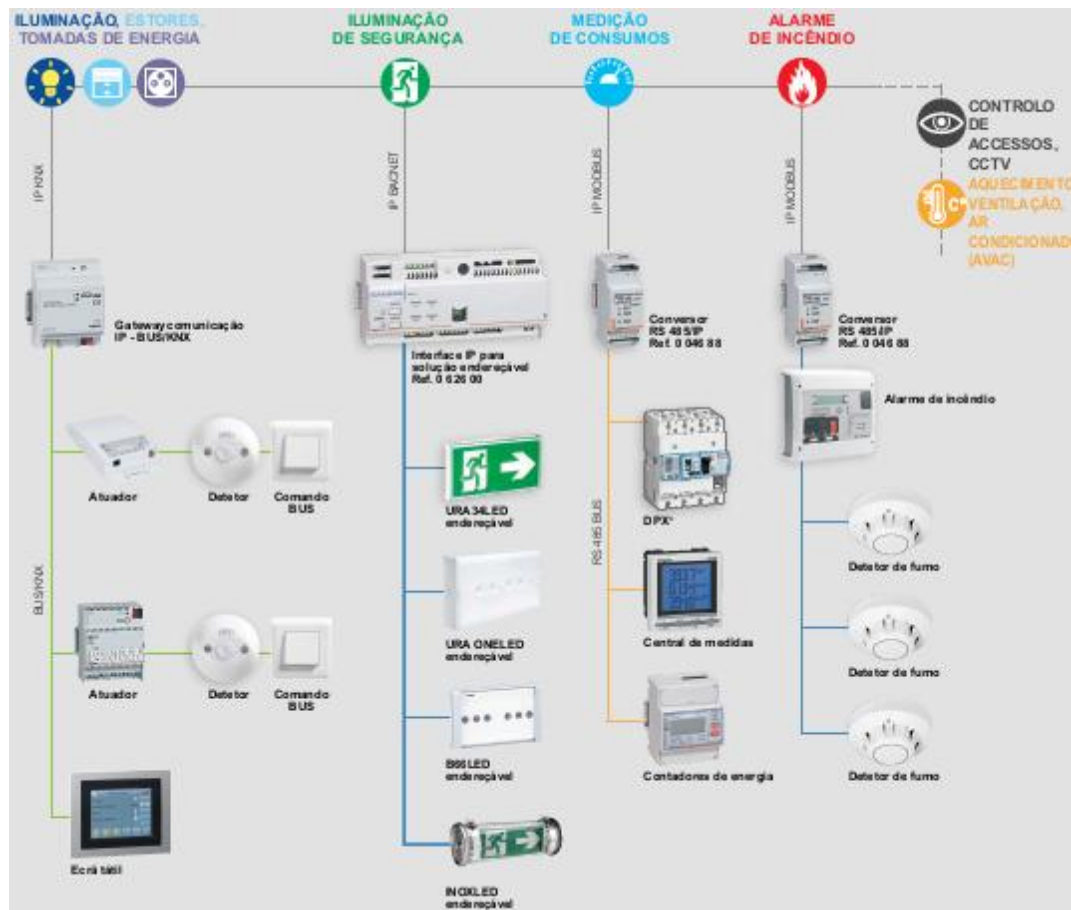 ILUMINAÇÃO, ESTORES,
TOMADAS DE ENERGIA
ILUMINAÇÃO
DE SEGURANÇA
MEDIÇÃO
DE CONSUMOS
ALARME
DE INCÊNDIO
CONTROLO
DE
ACCESSOS,
CCTV
AQUECIMENTO
VENTILAÇÃO,
AR
CONDICIONAD
(AVAC)
C°
IP KNX
IP BACNET
IP MODBUS
IP MODBUS
Gateway comunicação
IP - BUS/KNX
Interface IP para
solução endereçável
Ref. 0 626 00
Conversor
RS 485/IP
Ref. 0 046 88
Conversor
RS 485/IP
Ref. 0 046 88
Alarme de incêndio
Atuador
Detetor
Comando
BUS
URA34LED
endereçável
RS 485 BUS
DPX³
Detetor de fumo
BUS/KNX
URA ONELED
endereçável
Central de medidas
Detetor de fumo
Atuador
Detetor
Comando
BUS
B66LED
endereçável
Contadores de energia
Detetor de fumo
Ecrã tátil
INOXLED
endereçável